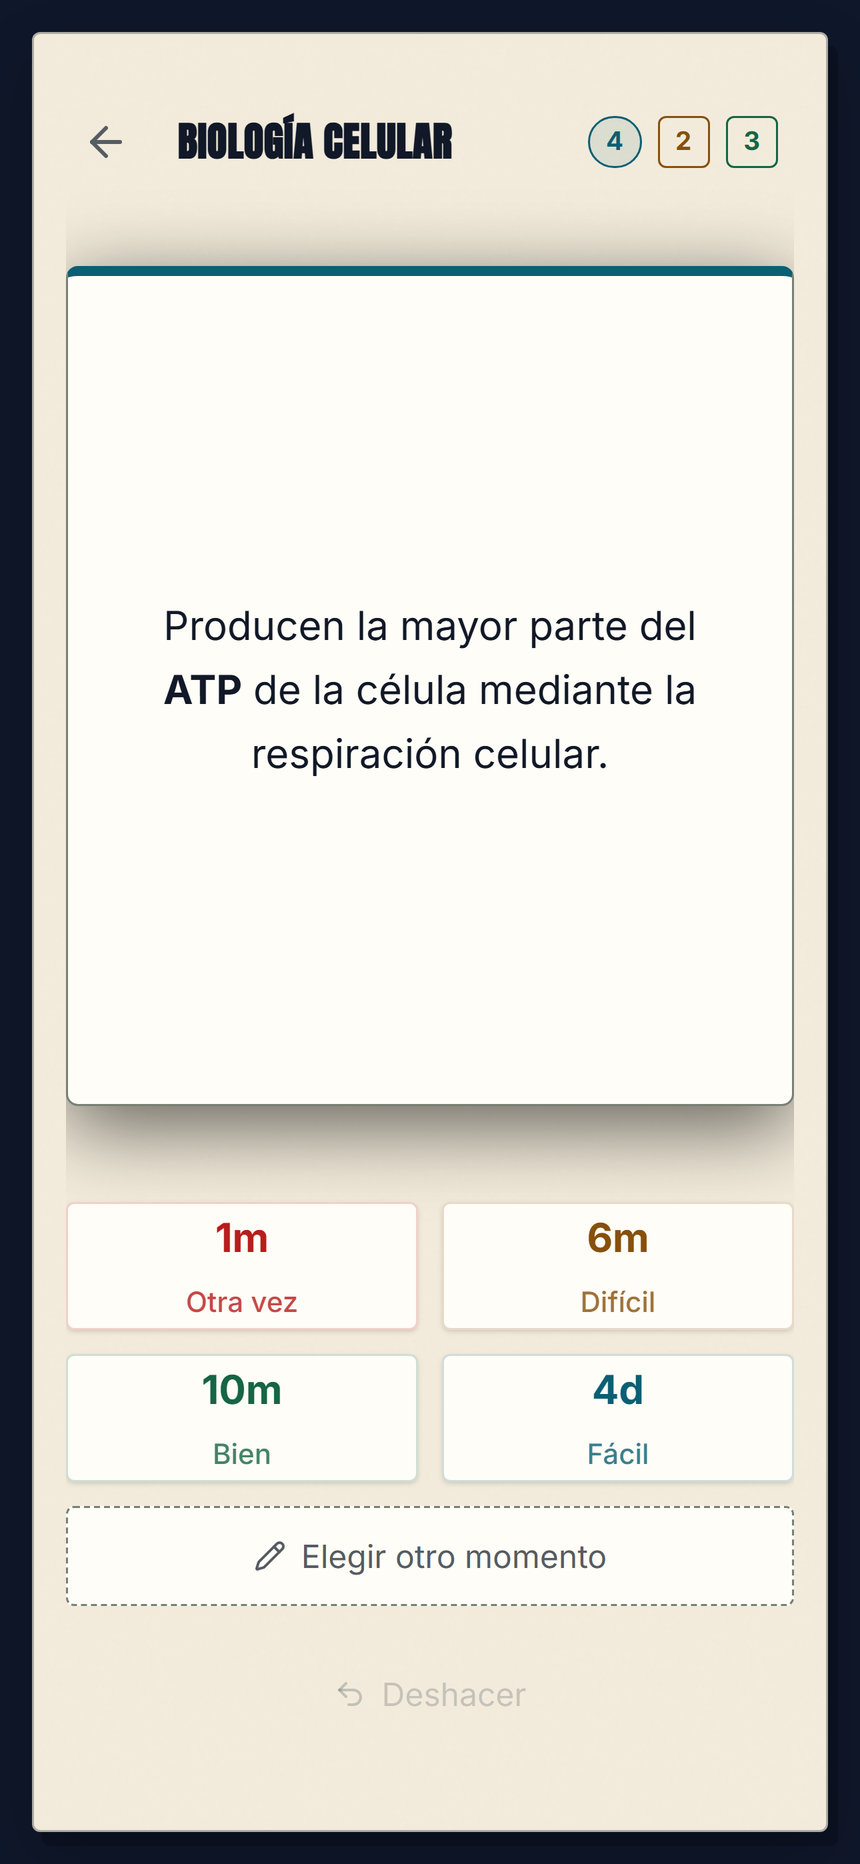 BIOLOGÍA CELULAR 4 2 3
Producen la mayor parte del
ATP de la célula mediante la
respiración celular.
1m
Otra vez
6m
Difícil
10m
Bien
4d
Fácil
Elegir otro momento
Deshacer